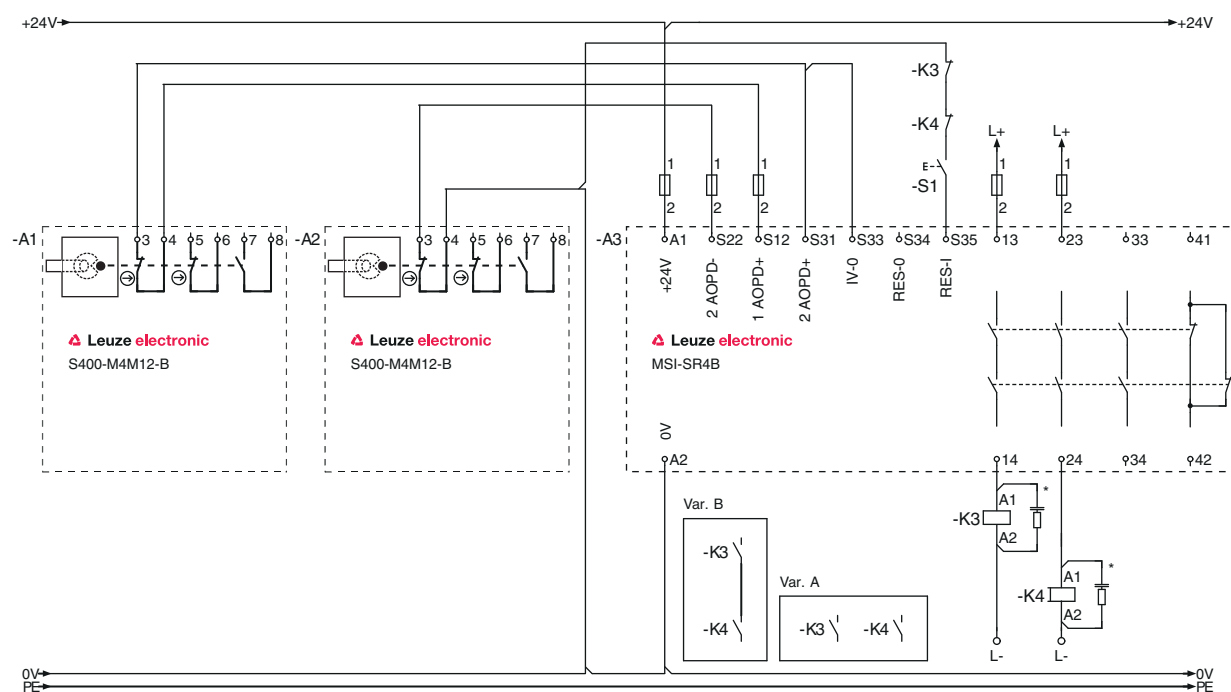 +24V +24V
-K3
-K4 L+ L+
1 1 1 E-- 1 1
-S1
2 2 2 2 2
-A1 3 4 5 6 7 8 -A2 3 4 5 6 7 8 -A3 A1 S22 S12 S31 S33 S34 S35 13 23 33 41
+24V 2 AOPD- 1 AOPD+ 2 AOPD+ IV-0 RES-0 RES-I
Leuze electronic Leuze electronic Leuze electronic
S400-M4M12-B S400-M4M12-B MSI-SR4B
0V
A2 14 24 34 42
Var. B
A1 *
-K3
A2
-K3
Var. A
A1 *
-K4
A2
-K4 -K3 -K4
L- L-
0V 0V
PE PE